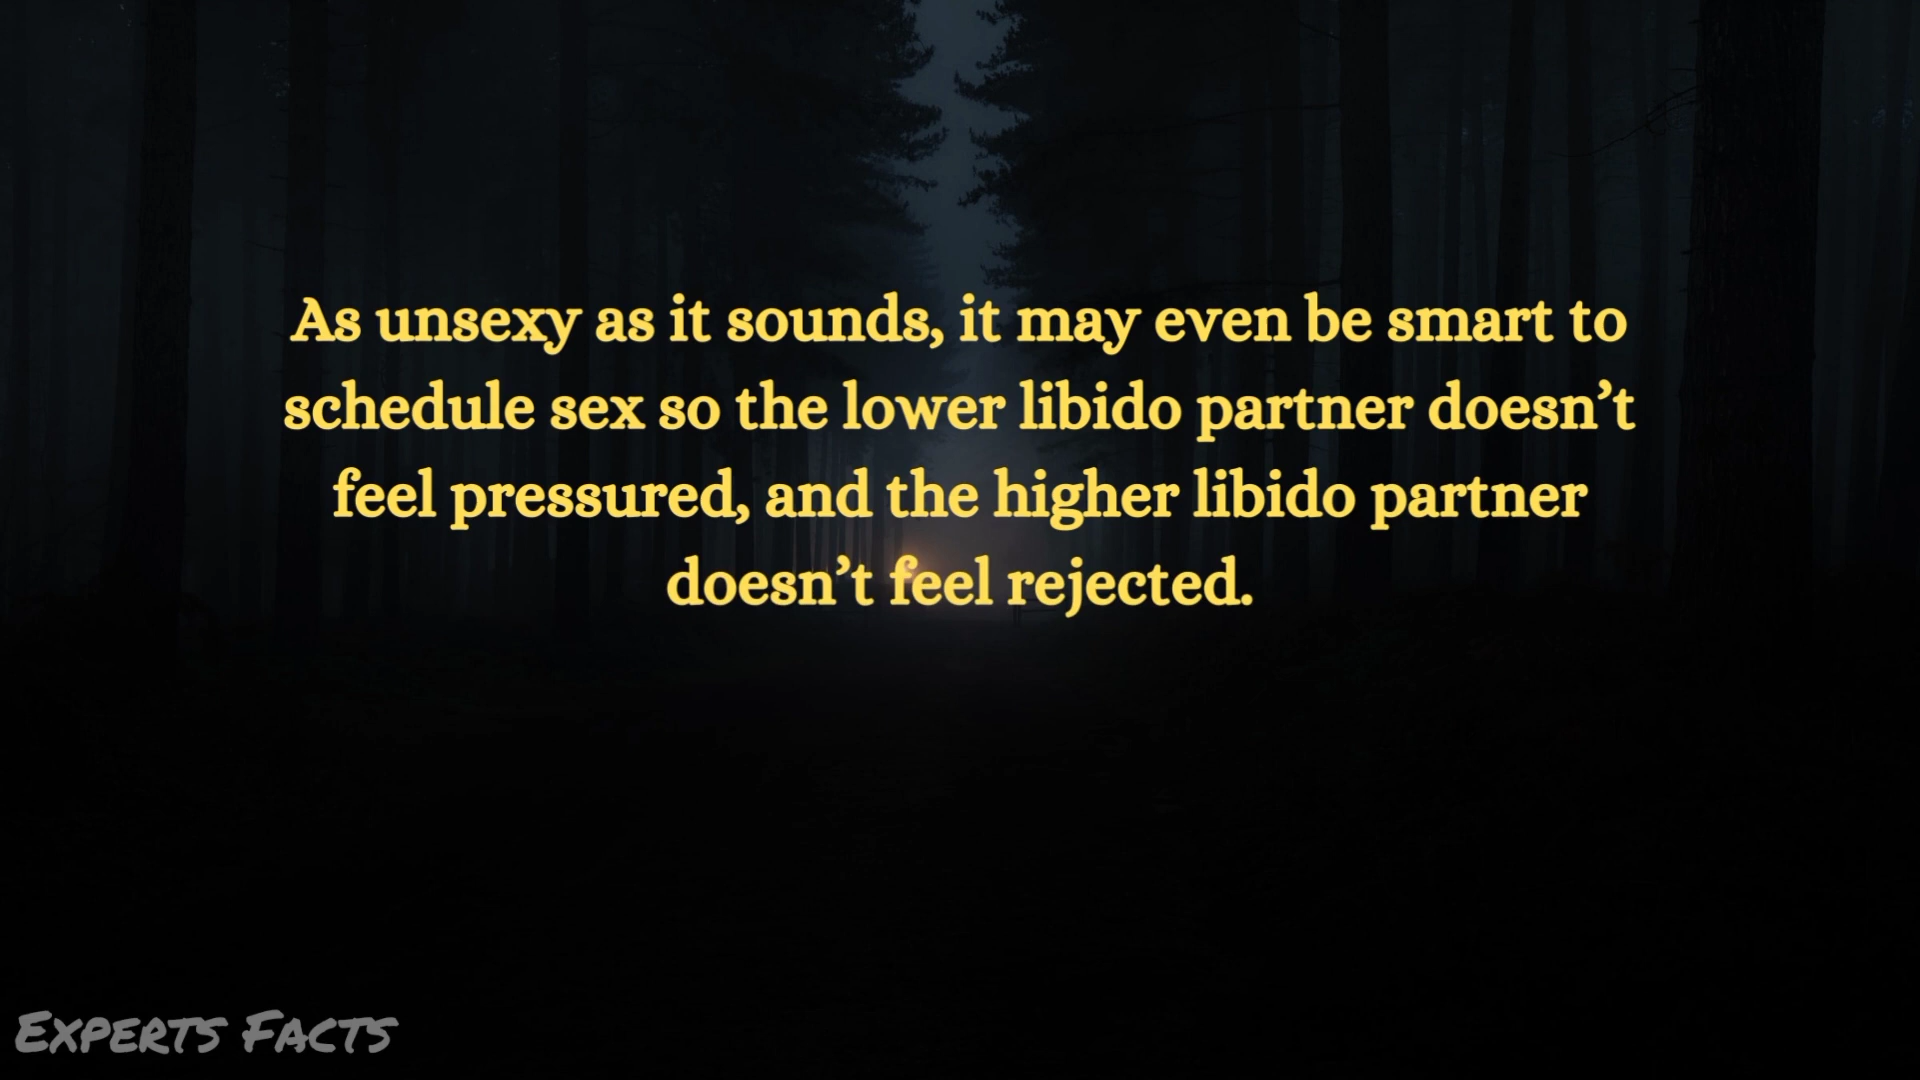 As unsexy as it sounds, it may even be smart to
schedule sex so the lower libido partner doesn’t
feel pressured, and the higher libido partner
doesn’t feel rejected.
Experts Facts